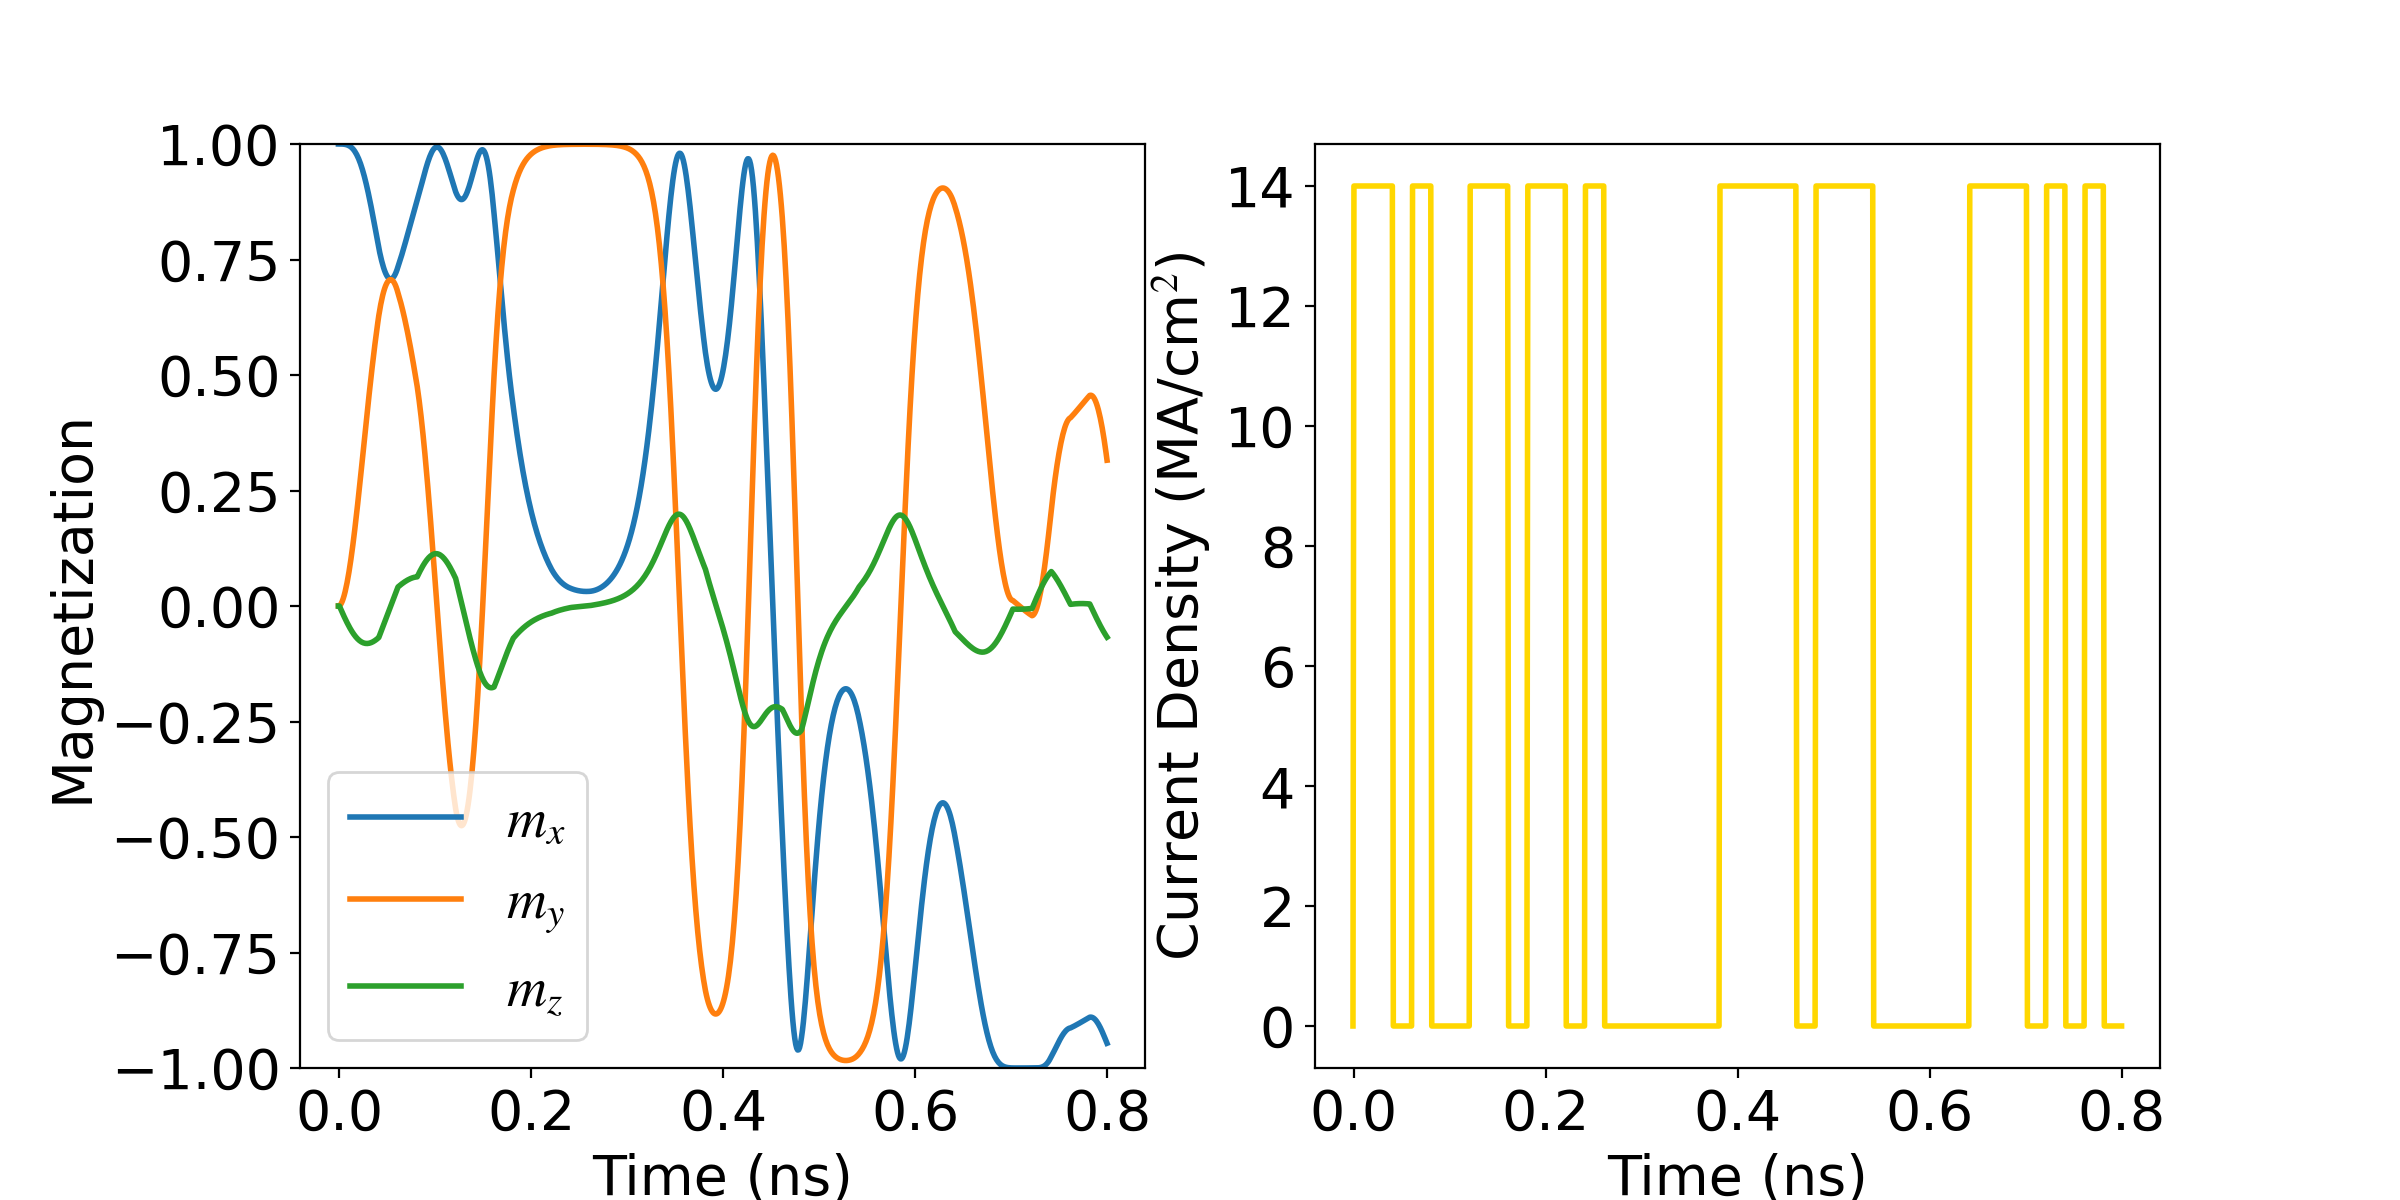 1.00
0.75
0.50
0.25
0.00
−0.25
−0.50
−0.75
−1.00
Magnetization
m_x
m_y
m_z
0.0 0.2 0.4 0.6 0.8
Time (ns)
14
12
10
8
6
4
2
0
Current Density (MA/cm²)
0.0 0.2 0.4 0.6 0.8
Time (ns)